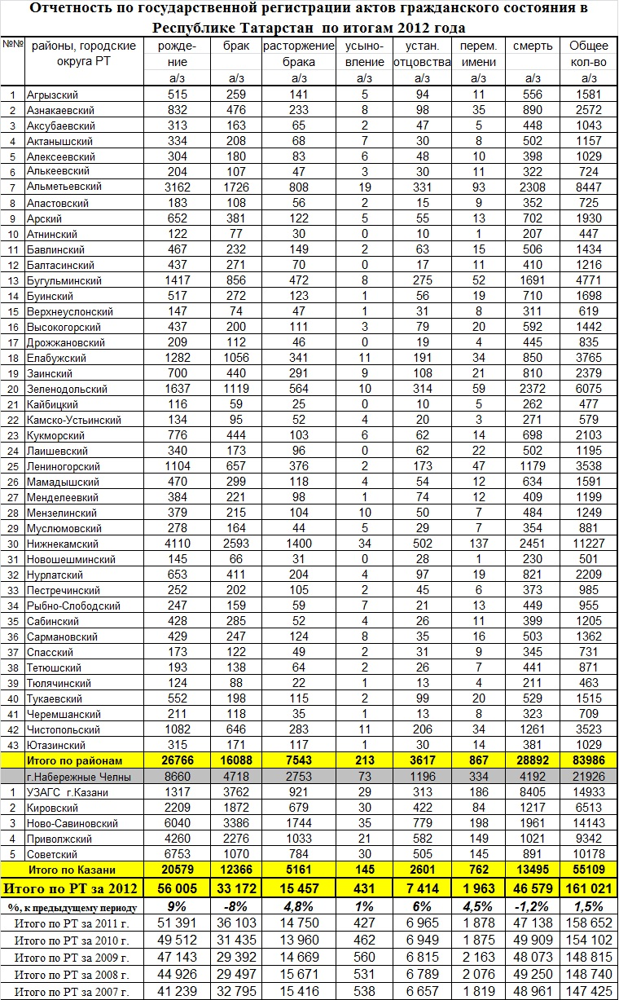 Отчетность по государственной регистрации актов гражданского состояния в
Республике Татарстан по итогам 2012 года
№№ районы, городские рожде- брак расторжение усыно- устан. перем. смерть Общее
округа РТ ние брака вление отцовства имени кол-во
а/з а/з а/з а/з а/з а/з а/з а/з
1 Агрызский 515 259 141 5 94 11 556 1581
2 Азнакаевский 832 476 233 8 98 35 890 2572
3 Аксубаевский 313 163 65 2 47 5 448 1043
4 Актанышский 334 208 68 7 30 8 502 1157
5 Алексеевский 304 180 83 6 48 10 398 1029
6 Алькеевский 204 107 47 3 30 11 322 724
7 Альметьевский 3162 1726 808 19 331 93 2308 8447
8 Апастовский 183 108 56 2 15 9 352 725
9 Арский 652 381 122 5 55 13 702 1930
10 Атнинский 122 77 30 0 10 1 207 447
11 Бавлинский 467 232 149 2 63 15 506 1434
12 Балтасинский 437 271 70 0 17 11 410 1216
13 Бугульминский 1417 856 472 8 275 52 1691 4771
14 Буинский 517 272 123 1 56 19 710 1698
15 Верхнеуслонский 147 74 47 1 31 8 311 619
16 Высокогорский 437 200 111 3 79 20 592 1442
17 Дрожжановский 209 112 46 0 19 4 445 835
18 Елабужский 1282 1056 341 11 191 34 850 3765
19 Заинский 700 440 291 9 108 21 810 2379
20 Зеленодольский 1637 1119 564 10 314 59 2372 6075
21 Кайбицкий 116 59 25 0 10 5 262 477
22 Камско-Устьинский 134 95 52 4 20 3 271 579
23 Кукморский 776 444 103 6 62 14 698 2103
24 Лаишевский 340 173 96 0 62 22 502 1195
25 Лениногорский 1104 657 376 2 173 47 1179 3538
26 Мамадышский 470 299 118 4 54 12 634 1591
27 Менделеевкий 384 221 98 1 74 12 409 1199
28 Мензелинский 379 215 104 10 50 7 484 1249
29 Муслюмовский 278 164 44 5 29 7 354 881
30 Нижнекамский 4110 2593 1400 34 502 137 2451 11227
31 Новошешминский 145 66 31 0 28 1 230 501
32 Нурлатский 653 411 204 4 97 19 821 2209
33 Пестречинский 252 202 105 2 45 6 373 985
34 Рыбно-Слободский 247 159 59 7 21 13 449 955
35 Сабинский 428 285 52 4 26 11 399 1205
36 Сармановский 429 247 124 8 35 16 503 1362
37 Спасский 173 122 49 2 31 9 345 731
38 Тетюшский 193 138 64 2 26 7 441 871
39 Тюлячинский 124 88 22 1 13 4 211 463
40 Тукаевский 552 198 115 2 99 20 529 1515
41 Черемшанский 211 118 35 1 13 8 323 709
42 Чистопольский 1082 646 283 11 206 34 1261 3523
43 Ютазинский 315 171 117 1 30 14 381 1029
Итого по районам 26766 16088 7543 213 3617 867 28892 83986
г.Набережные Челны 8660 4718 2753 73 1196 334 4192 21926
1 УЗАГС г.Казани 1317 3762 921 29 313 186 8405 14933
2 Кировский 2209 1872 679 30 422 84 1217 6513
3 Ново-Савиновский 6040 3386 1744 35 779 198 1961 14143
4 Приволжский 4260 2276 1033 21 582 149 1021 9342
5 Советский 6753 1070 784 30 505 145 891 10178
Итого по Казани 20579 12366 5161 145 2601 762 13495 55109
Итого по РТ за 2012 56 005 33 172 15 457 431 7 414 1 963 46 579 161 021
%, к предыдущему периоду 9% -8% 4,8% 1% 6% 4,5% -1,2% 1,5%
Итого по РТ за 2011 г. 51 391 36 103 14 750 427 6 965 1 878 47 138 158 652
Итого по РТ за 2010 г. 49 512 31 435 13 960 462 6 949 1 875 49 909 154 102
Итого по РТ за 2009 г. 47 143 29 392 14 669 560 6 815 2 163 48 073 148 815
Итого по РТ за 2008 г. 44 926 29 497 15 671 531 6 789 2 076 49 250 148 740
Итого по РТ за 2007 г. 41 239 32 795 15 416 538 6 657 1 819 48 961 147 425